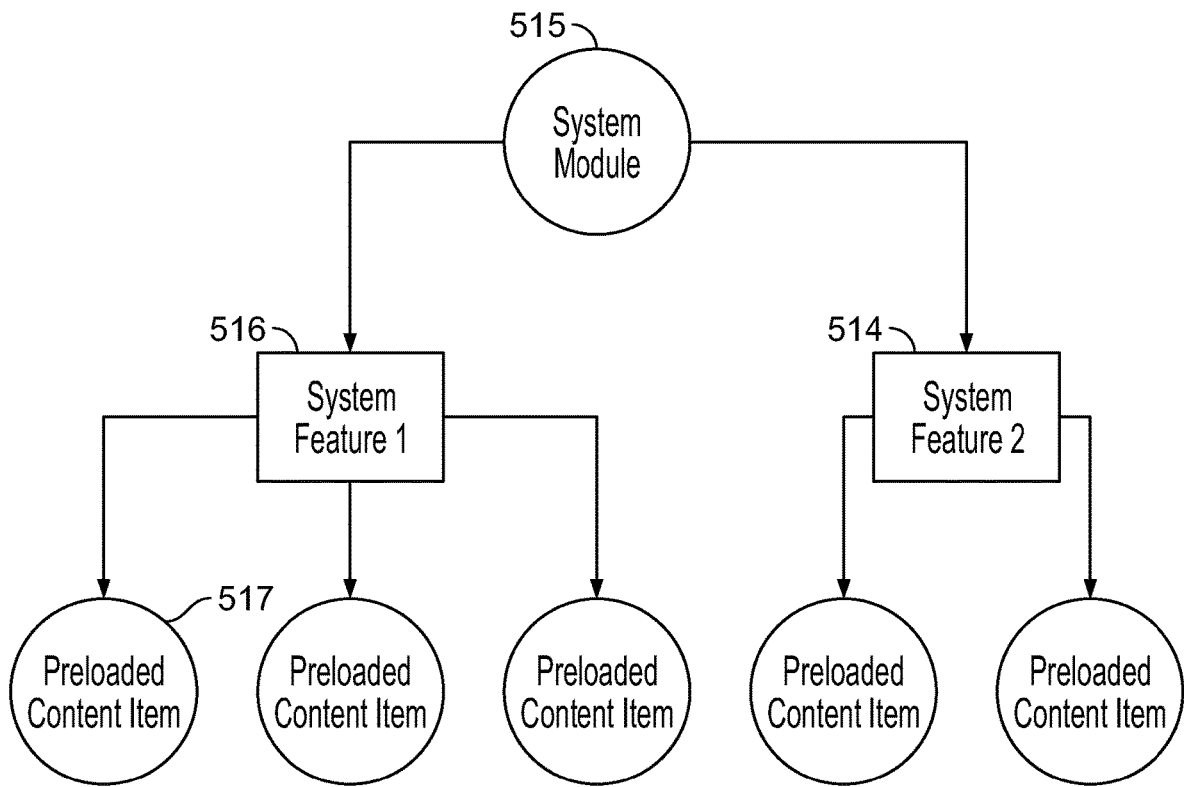 515
System
Module
516
System
Feature 1
514
System
Feature 2
517
Preloaded
Content Item
Preloaded
Content Item
Preloaded
Content Item
Preloaded
Content Item
Preloaded
Content Item